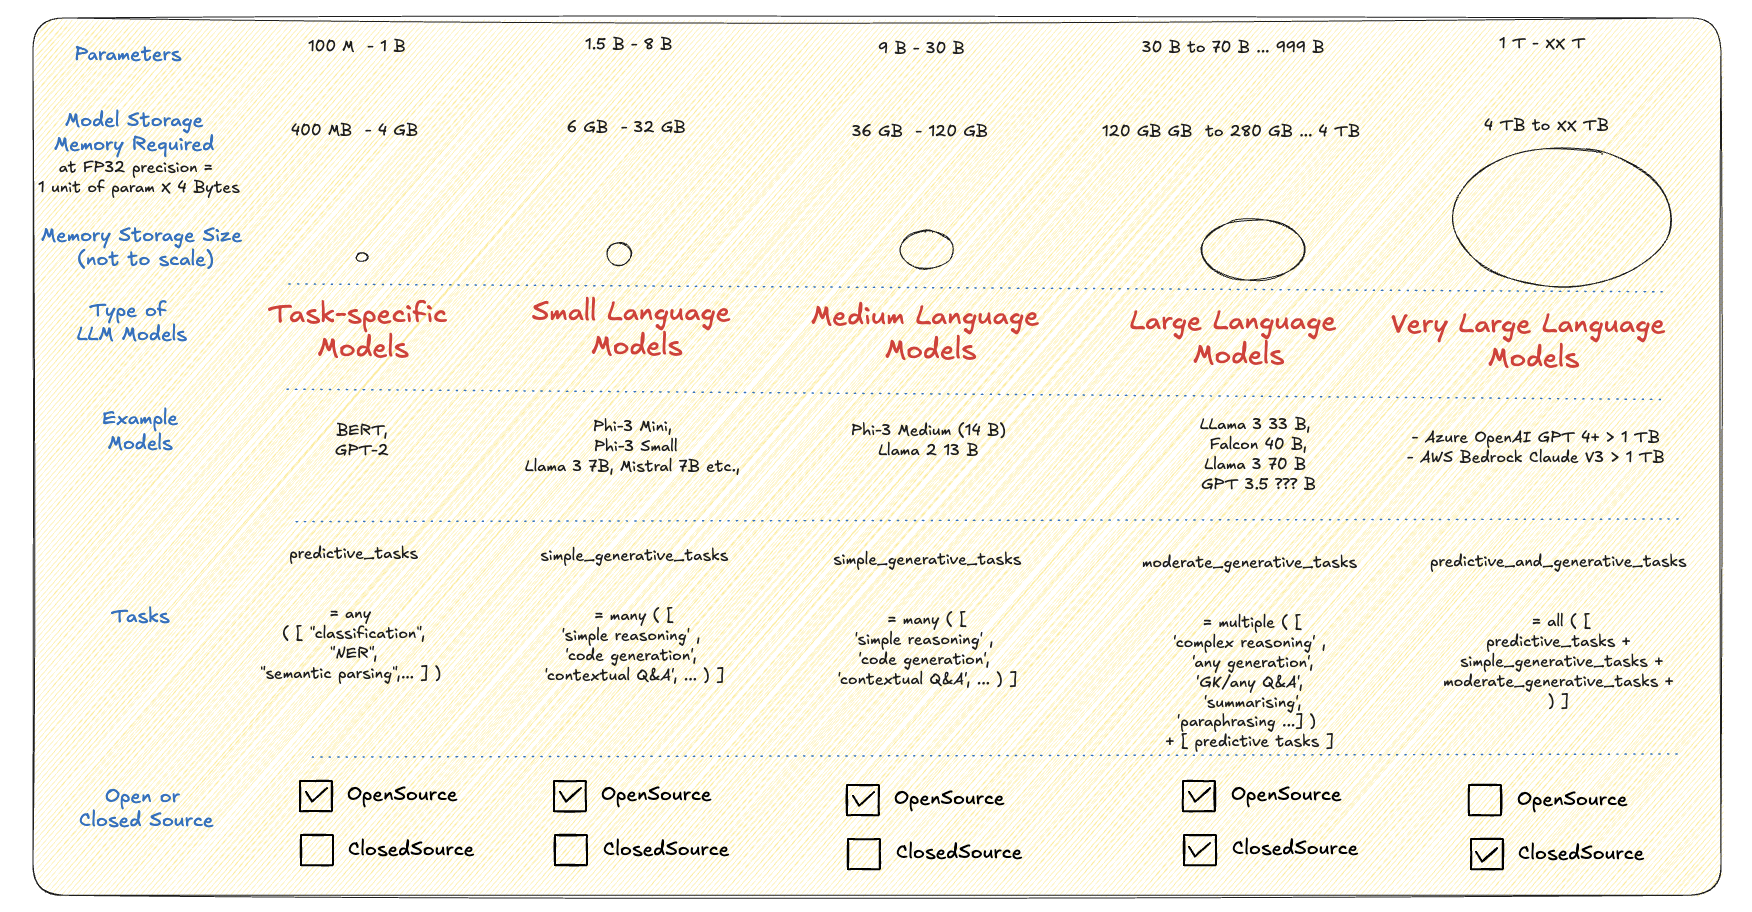 Parameters
100 M - 1 B
1.5 B - 8 B
9 B - 30 B
30 B to 70 B ... 999 B
1 T - xx T
Model Storage
Memory Required
at FP32 precision =
1 unit of param X 4 Bytes
400 MB - 4 GB
6 GB - 32 GB
36 GB - 120 GB
120 GB GB to 280 GB ... 4 TB
4 TB to xx TB
Memory Storage Size
(not to scale)
Type of
LLM Models
Task-specific
Models
Small Language
Models
Medium Language
Models
Large Language
Models
Very Large Language
Models
Example
Models
BERT,
GPT-2
Phi-3 Mini,
Phi-3 Small
Llama 3 7B, Mistral 7B etc.,
Phi-3 Medium (14 B)
Llama 2 13 B
LLama 3 33 B,
Falcon 40 B,
Llama 3 70 B
GPT 3.5 ??? B
- Azure OpenAI GPT 4+ > 1 TB
- AWS Bedrock Claude V3 > 1 TB
Tasks
predictive_tasks
= any
( [ "classification",
"NER",
"semantic parsing",... ] )
simple_generative_tasks
= many ( [
'simple reasoning' ,
'code generation',
'contextual Q&A', ... ) ]
simple_generative_tasks
= many ( [
'simple reasoning' ,
'code generation',
'contextual Q&A', ... ) ]
moderate_generative_tasks
= multiple ( [
'complex reasoning' ,
'any generation',
'GK/any Q&A',
'summarising',
'paraphrasing ...] )
+ [ predictive tasks ]
predictive_and_generative_tasks
= all ( [
predictive_tasks +
simple_generative_tasks +
moderate_generative_tasks +
) ]
Open or
Closed Source
OpenSource
ClosedSource
OpenSource
ClosedSource
OpenSource
ClosedSource
OpenSource
ClosedSource
OpenSource
ClosedSource